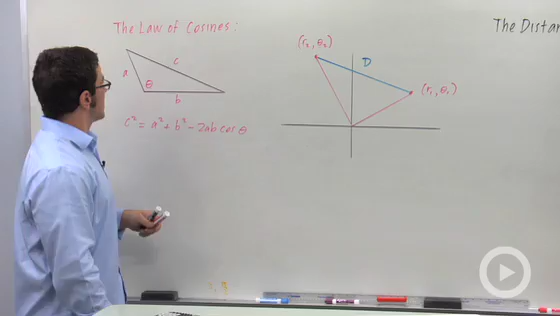 The Law of Cosines:
The Distan
(r₂, θ₂)
D
c
a
θ
(r₁, θ₁)
b
c² = a² + b² - 2ab cos θ